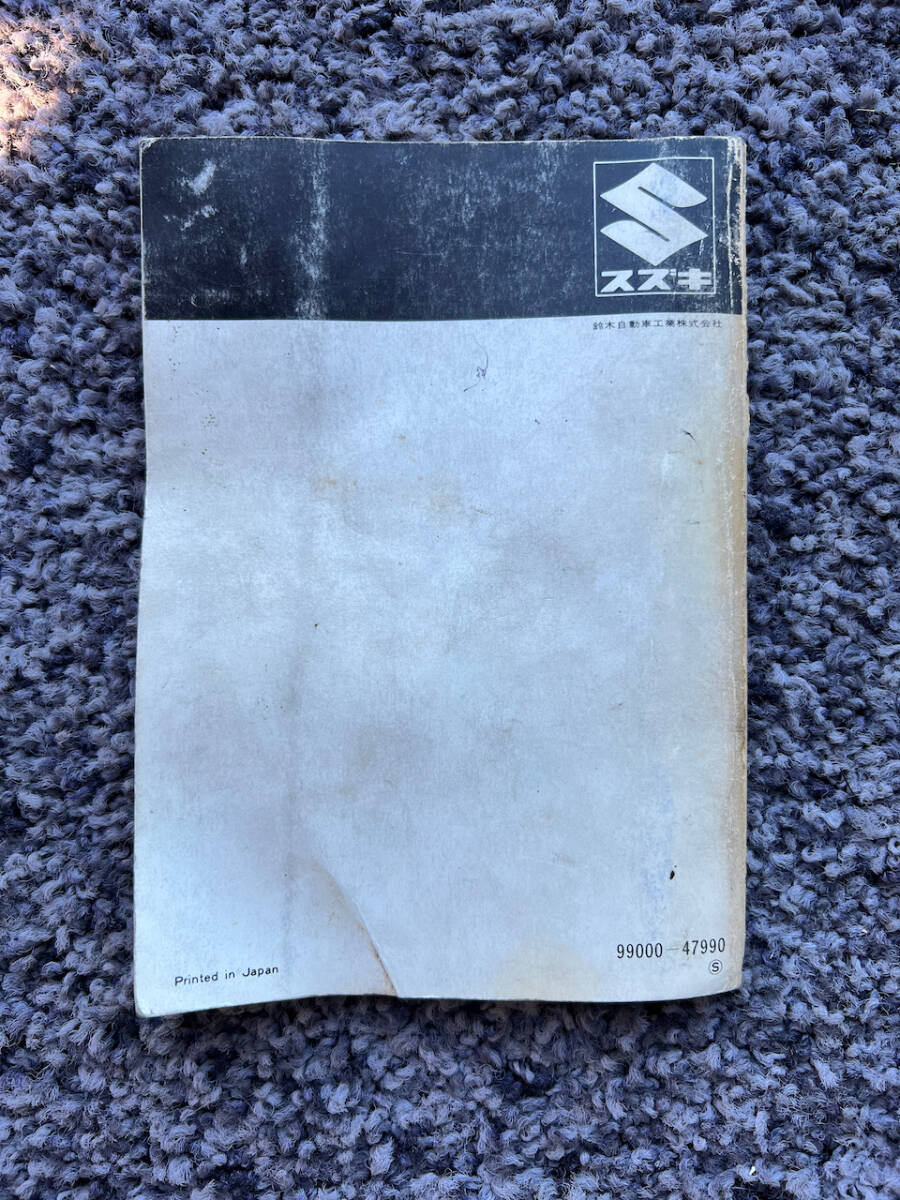 スズキ
鈴木自動車工業株式会社
99000-47990
Ⓢ
Printed in Japan